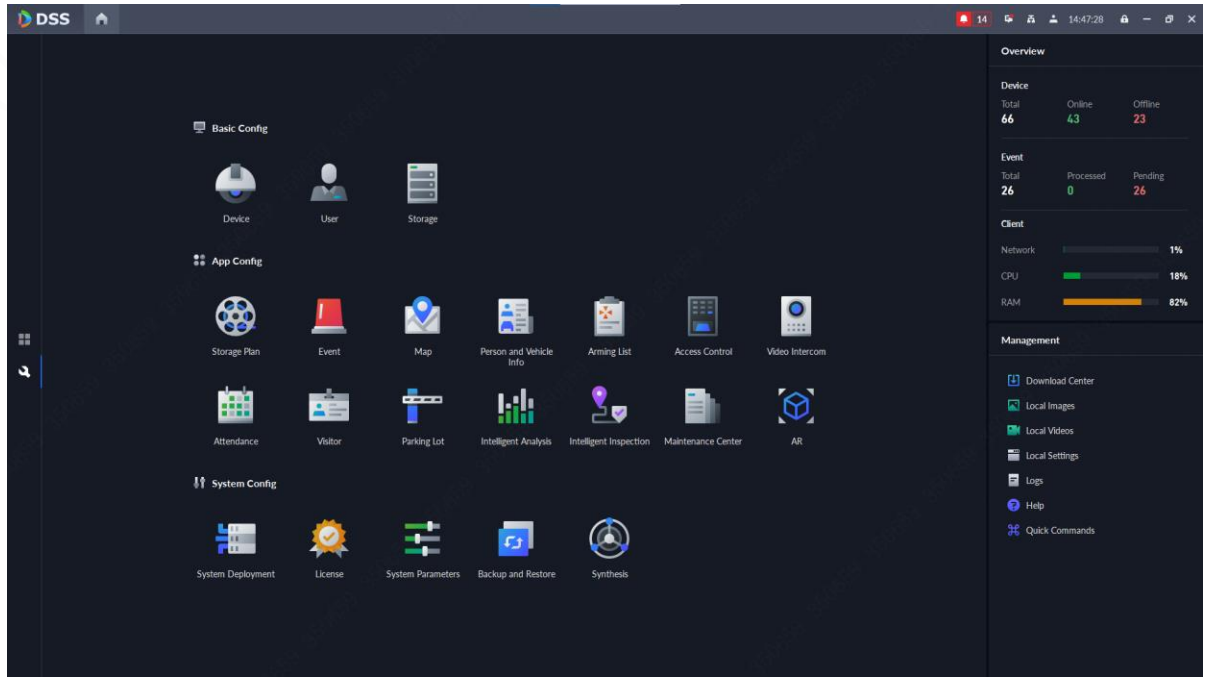 DSS
14
14:47:28
Basic Config
Device
User
Storage
App Config
Storage Plan
Event
Map
Person and Vehicle
Info
Arming List
Access Control
Video Intercom
Attendance
Visitor
Parking Lot
Intelligent Analysis
Intelligent Inspection
Maintenance Center
AR
System Config
System Deployment
License
System Parameters
Backup and Restore
Synthesis
Overview
Device
Total Online Offline
66 43 23
Event
Total Processed Pending
26 0 26
Client
Network 1%
CPU 18%
RAM 82%
Management
Download Center
Local Images
Local Videos
Local Settings
Logs
Help
Quick Commands